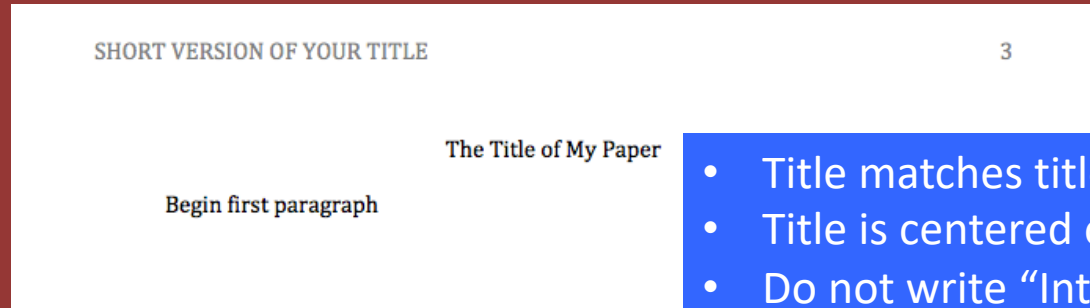 SHORT VERSION OF YOUR TITLE 3
The Title of My Paper
Begin first paragraph
• Title matches
• Title is centered
• Do not write